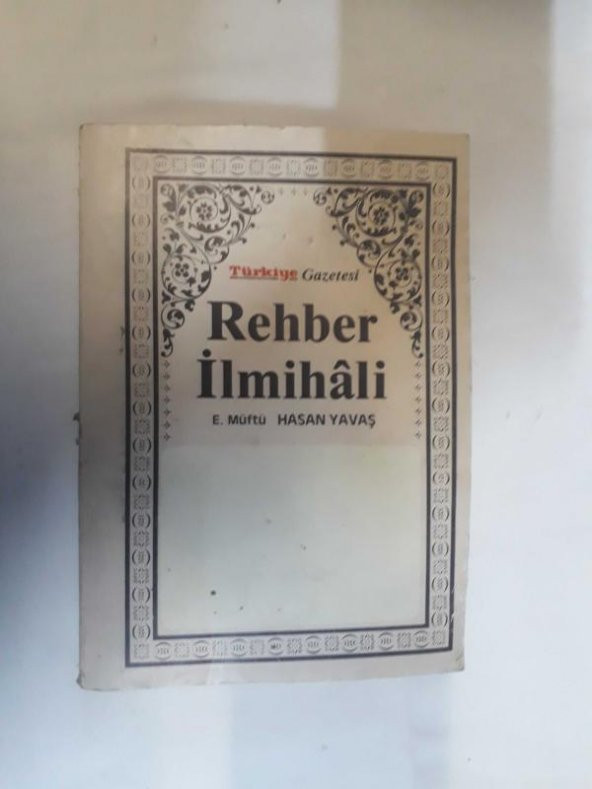 Türkiye Gazetesi
Rehber
İlmihâli
E. Müftü HASAN YAVAŞ